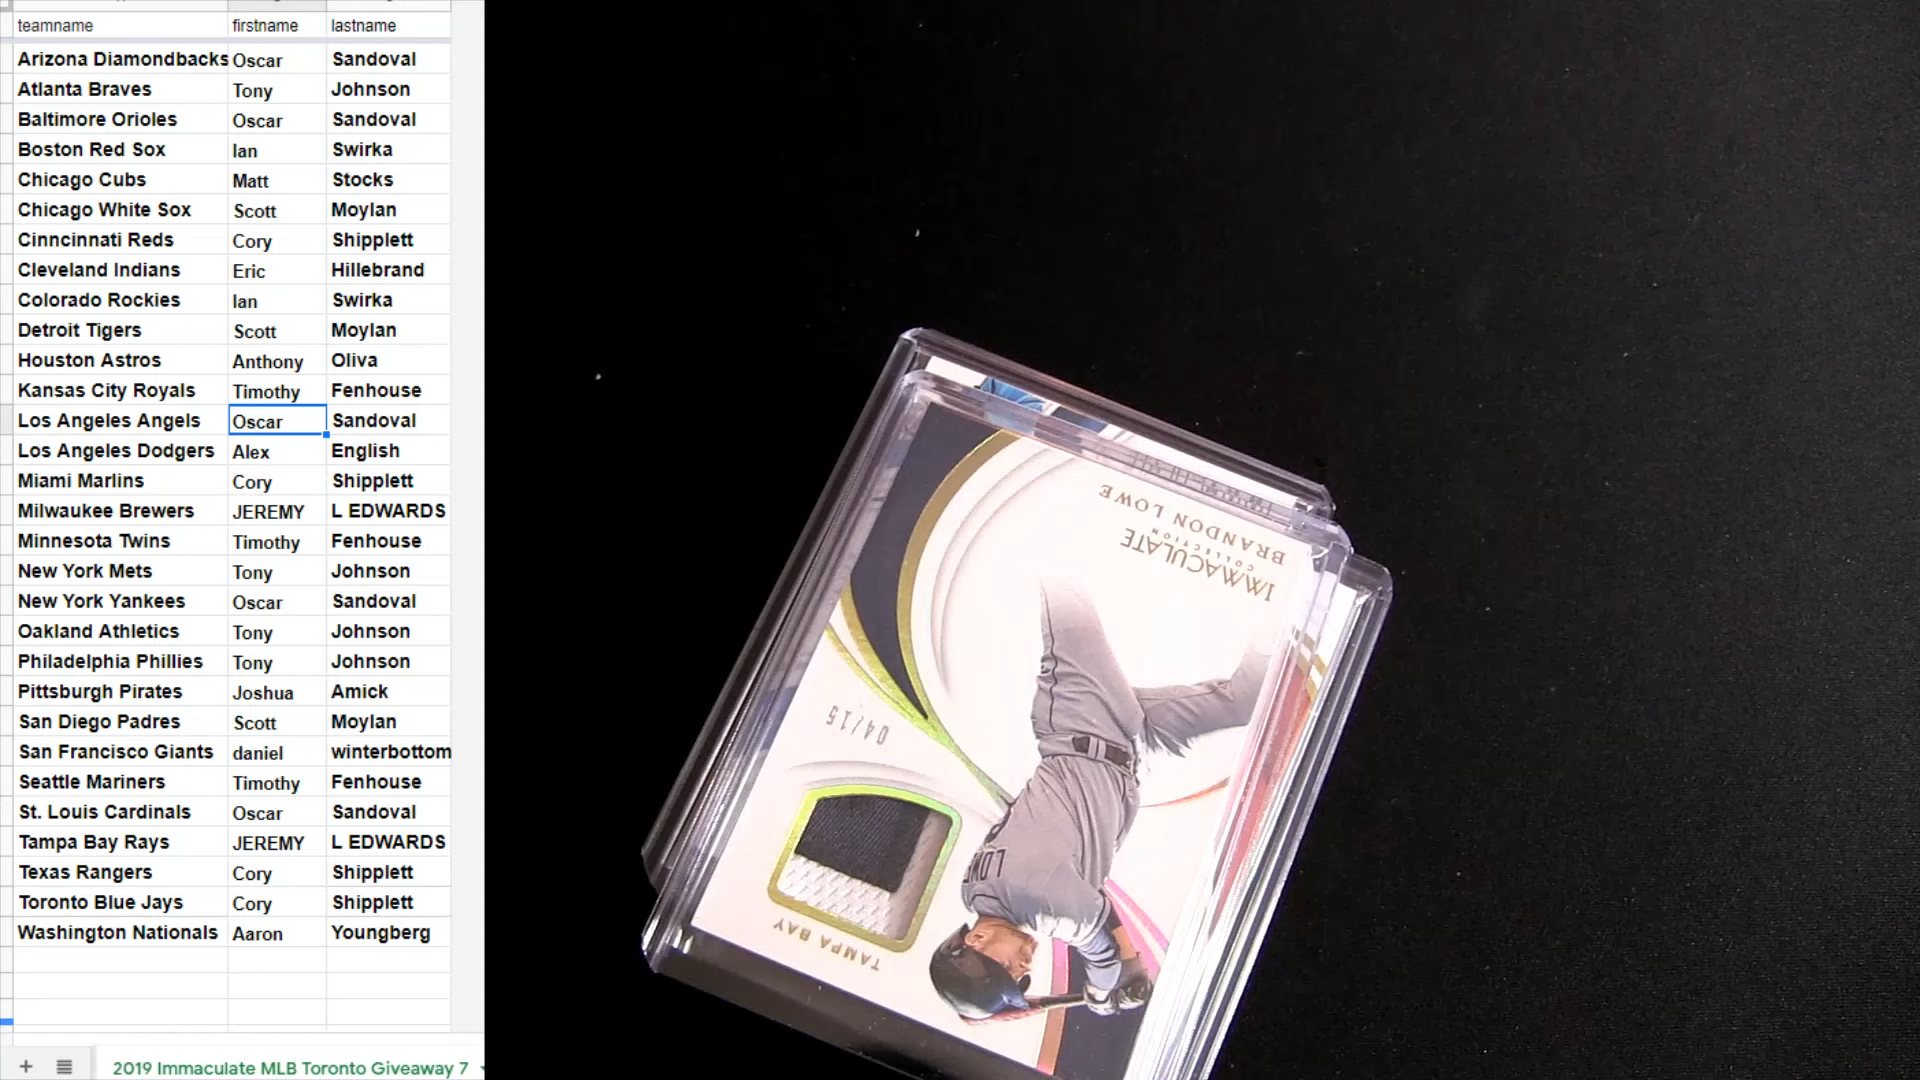 teamname firstname lastname
Arizona Diamondbacks Oscar Sandoval
Atlanta Braves Tony Johnson
Baltimore Orioles Oscar Sandoval
Boston Red Sox Ian Swirka
Chicago Cubs Matt Stocks
Chicago White Sox Scott Moylan
Cinncinnati Reds Cory Shipplett
Cleveland Indians Eric Hillebrand
Colorado Rockies Ian Swirka
Detroit Tigers Scott Moylan
Houston Astros Anthony Oliva
Kansas City Royals Timothy Fenhouse
Los Angeles Angels Oscar Sandoval
Los Angeles Dodgers Alex English
Miami Marlins Cory Shipplett
Milwaukee Brewers JEREMY L EDWARDS
Minnesota Twins Timothy Fenhouse
New York Mets Tony Johnson
New York Yankees Oscar Sandoval
Oakland Athletics Tony Johnson
Philadelphia Phillies Tony Johnson
Pittsburgh Pirates Joshua Amick
San Diego Padres Scott Moylan
San Francisco Giants daniel winterbottom
Seattle Mariners Timothy Fenhouse
St. Louis Cardinals Oscar Sandoval
Tampa Bay Rays JEREMY L EDWARDS
Texas Rangers Cory Shipplett
Toronto Blue Jays Cory Shipplett
Washington Nationals Aaron Youngberg
2019 Immaculate MLB Toronto Giveaway 7
TAMPA BAY
04/15
IMMACULATE
COLLECTION
BRANDON LOWE